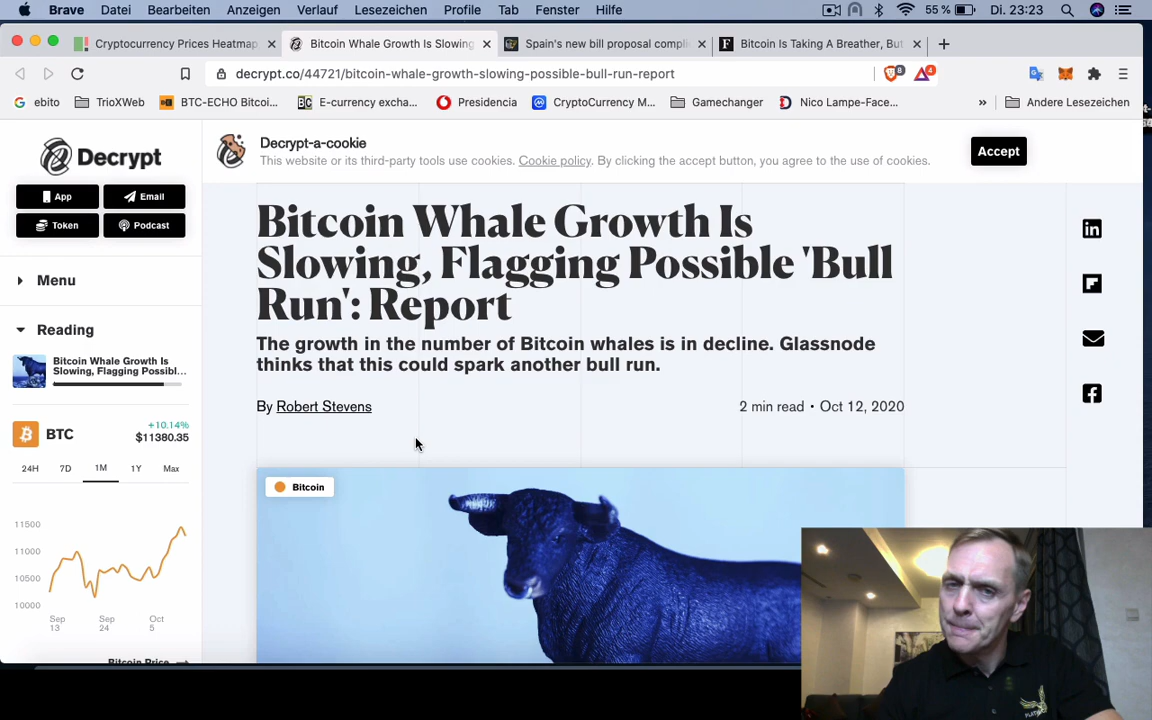 Brave Datei Bearbeiten Anzeigen Verlauf Lesezeichen Profile Tab Fenster Hilfe 55 % Di. 23:23
Cryptocurrency Prices Heatmap
Bitcoin Whale Growth Is Slowing
Spain's new bill proposal compli
Bitcoin Is Taking A Breather, But
decrypt.co/44721/bitcoin-whale-growth-slowing-possible-bull-run-report
8
4
ebito
TrioXWeb
BTC-ECHO Bitcoi...
E-currency excha...
Presidencia
CryptoCurrency M...
Gamechanger
Nico Lampe-Face...
»
Andere Lesezeichen
Decrypt
App
Email
Token
Podcast
Menu
Reading
Bitcoin Whale Growth Is
Slowing, Flagging Possibl...
BTC
+10.14%
$11380.35
24H 7D 1M 1Y Max
11500
11000
10500
10000
Sep
13
Sep
24
Oct
5
Bitcoin Price
Decrypt-a-cookie
This website or its third-party tools use cookies. Cookie policy. By clicking the accept button, you agree to the use of cookies.
Accept
Bitcoin Whale Growth Is
Slowing, Flagging Possible 'Bull
Run': Report
The growth in the number of Bitcoin whales is in decline. Glassnode
thinks that this could spark another bull run.
By Robert Stevens
2 min read • Oct 12, 2020
Bitcoin